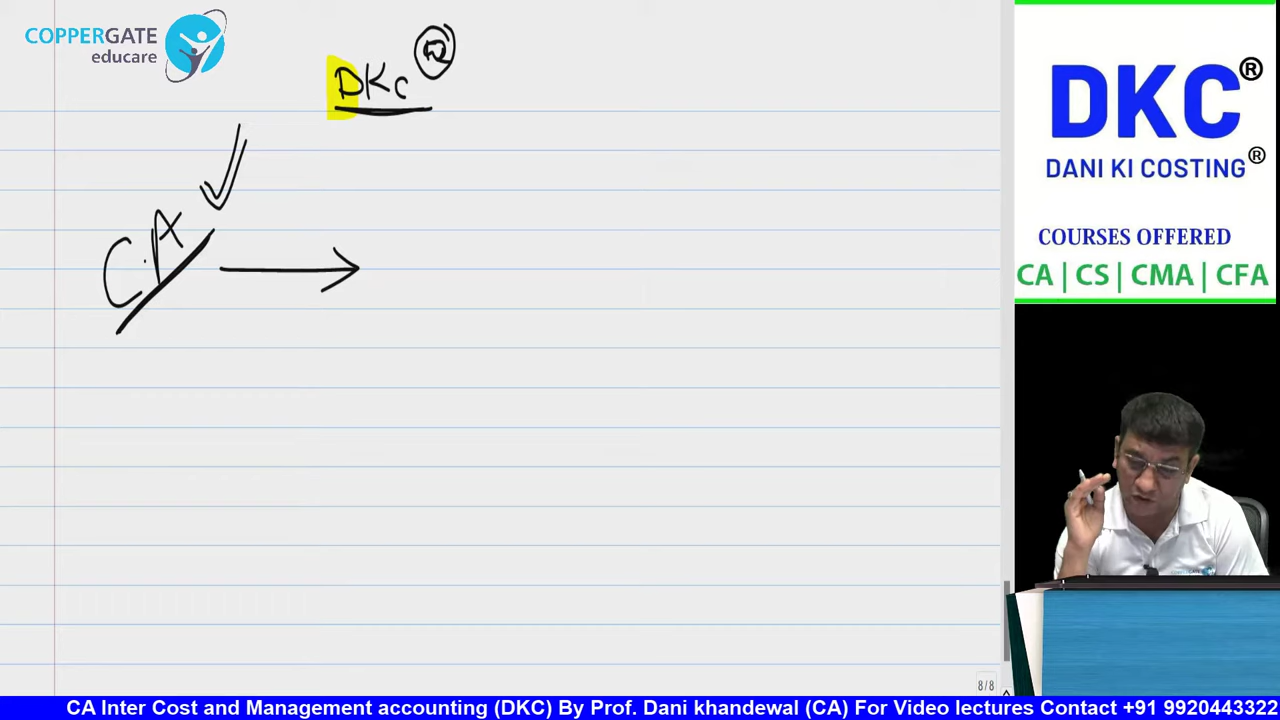 COPPERGATE
educare
DKC ®
C.A
DKC®
DANI KI COSTING®
COURSES OFFERED
CA | CS | CMA | CFA
COPPERGATE
8/8
CA Inter Cost and Management accounting (DKC) By Prof. Dani khandewal (CA) For Video lectures Contact +91 9920443322